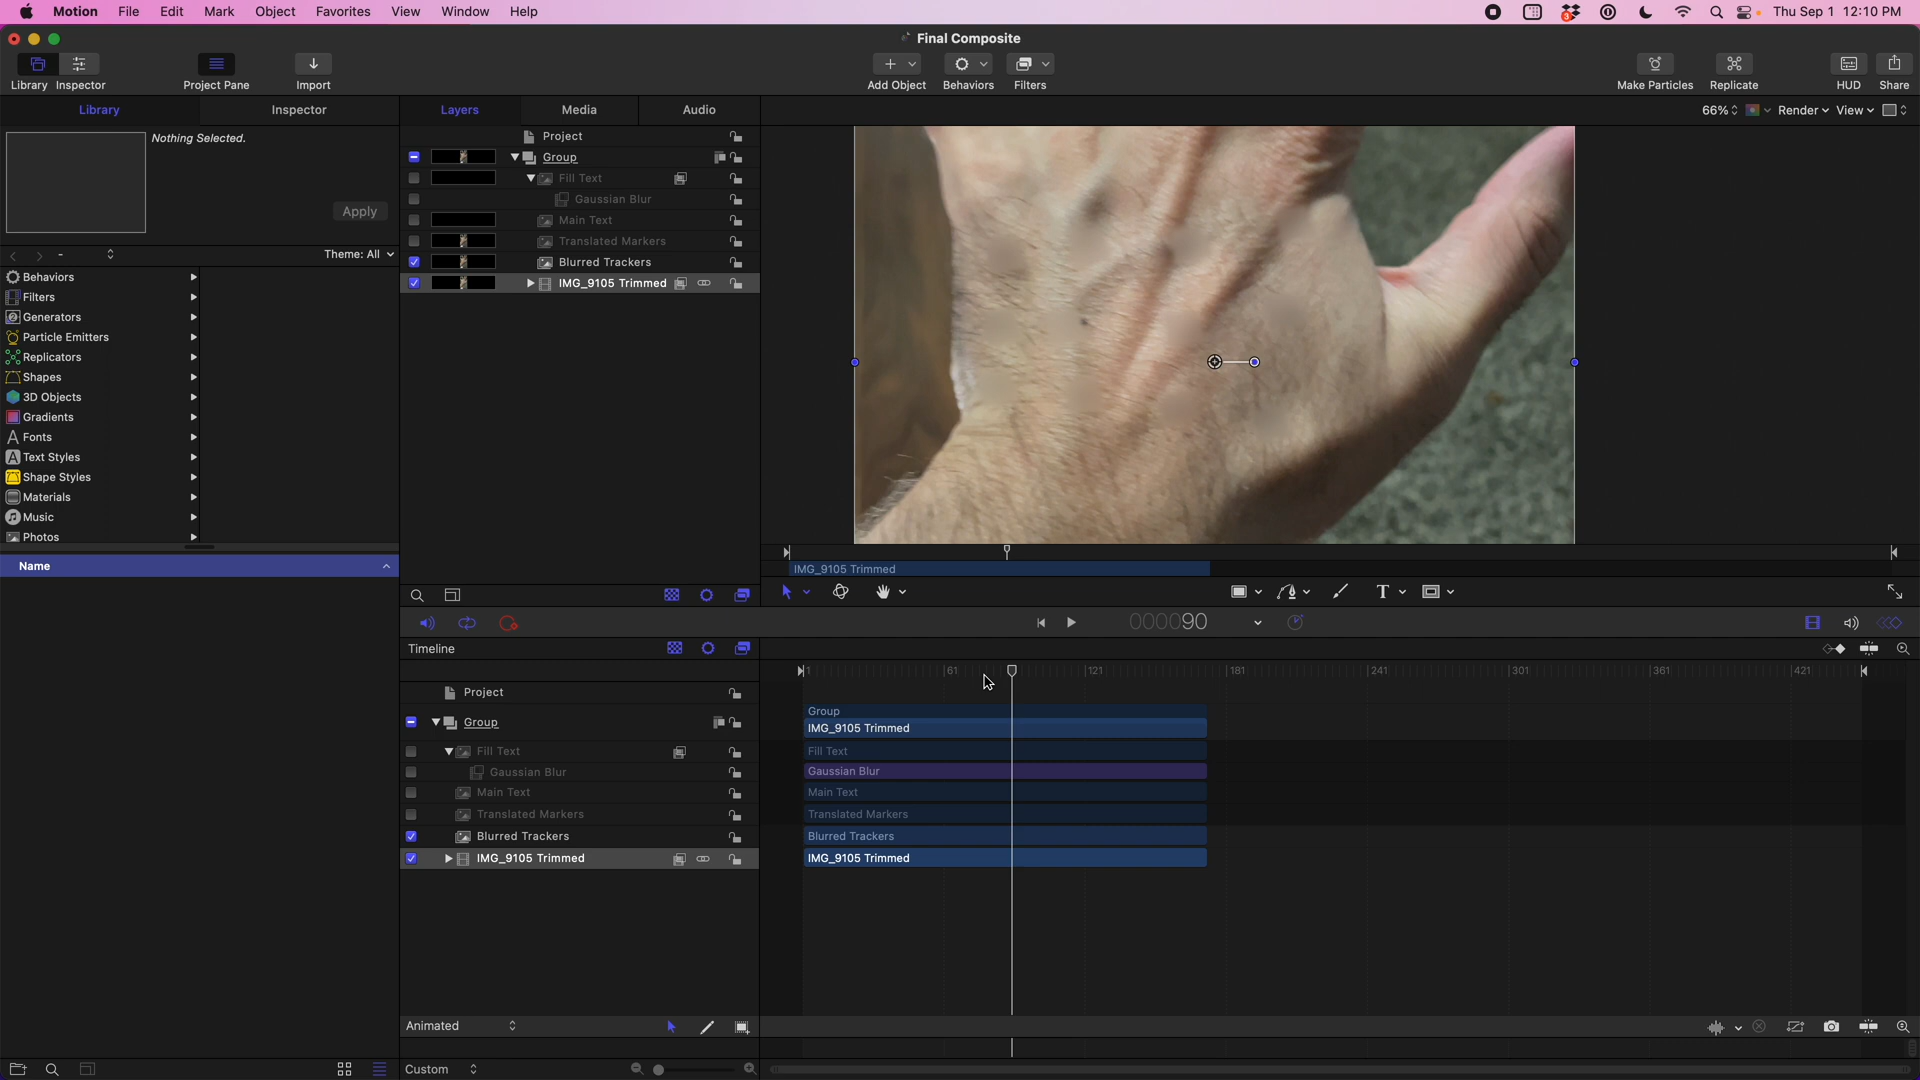 Motion File Edit Mark Object Favorites View Window Help
3
Thu Sep 1 12:10 PM
Final Composite
Library Inspector Project Pane Import Add Object Behaviors Filters Make Particles Replicate HUD Share
Library Inspector Layers Media Audio
66% Render View
Nothing Selected.
Apply
Theme: All
Behaviors
Filters
Generators
Particle Emitters
Replicators
Shapes
3D Objects
Gradients
Fonts
Text Styles
Shape Styles
Materials
Music
Photos
Name
Project
Group
Fill Text
Gaussian Blur
Main Text
Translated Markers
Blurred Trackers
IMG_9105 Trimmed
IMG_9105 Trimmed
T
000090
Timeline
1 61 121 181 241 301 361 421
Project
Group
Fill Text
Gaussian Blur
Main Text
Translated Markers
Blurred Trackers
IMG_9105 Trimmed
Group
IMG_9105 Trimmed
Fill Text
Gaussian Blur
Main Text
Translated Markers
Blurred Trackers
IMG_9105 Trimmed
Animated
Custom